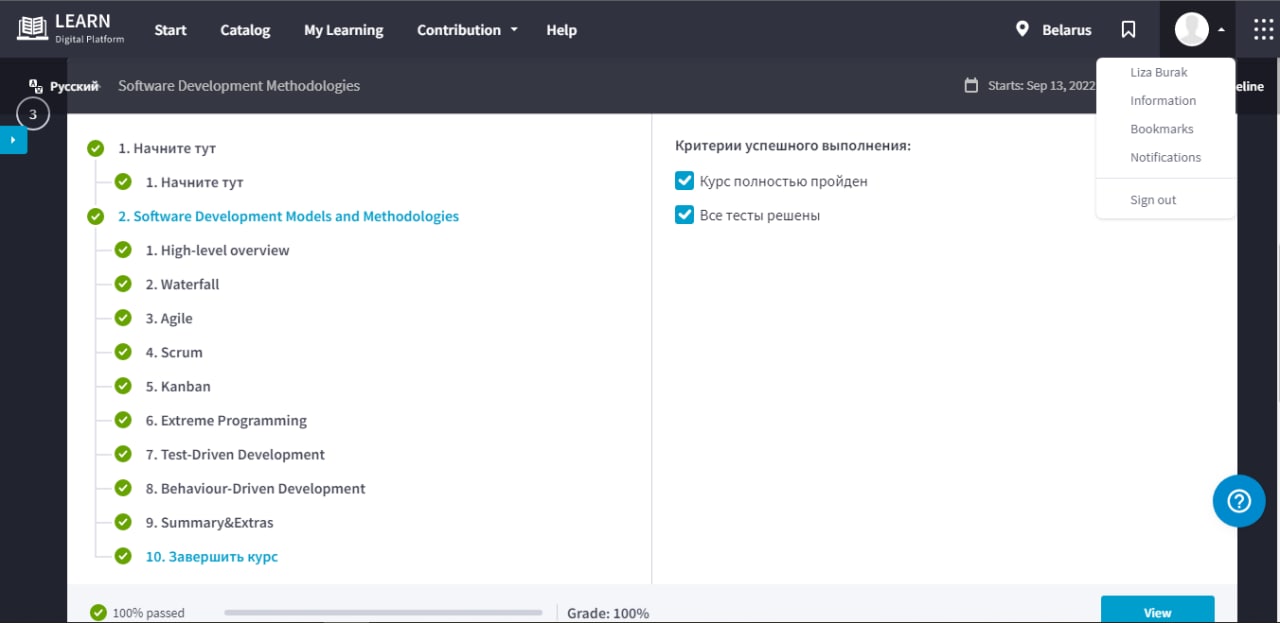 LEARN
Digital Platform
Start
Catalog
My Learning
Contribution
Help
Belarus
Русский
Software Development Methodologies
Starts: Sep 13, 2022
eline
3
Liza Burak
Information
Bookmarks
Notifications
Sign out
1. Начните тут
1. Начните тут
2. Software Development Models and Methodologies
1. High-level overview
2. Waterfall
3. Agile
4. Scrum
5. Kanban
6. Extreme Programming
7. Test-Driven Development
8. Behaviour-Driven Development
9. Summary&Extras
10. Завершить курс
Критерии успешного выполнения:
Курс полностью пройден
Все тесты решены
100% passed
Grade: 100%
View